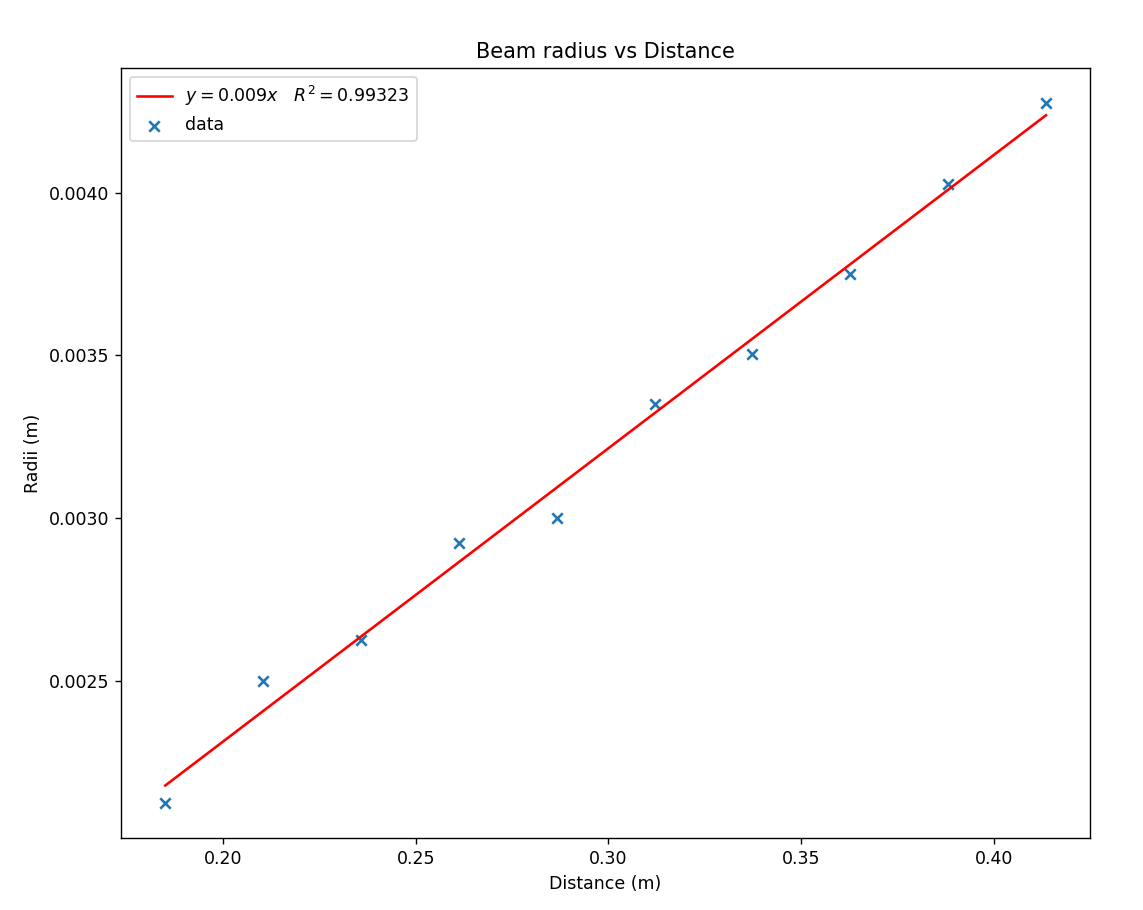 Beam radius vs Distance
y = 0.009x R² = 0.99323
data
0.0040
0.0035
0.0030
0.0025
Radii (m)
0.20 0.25 0.30 0.35 0.40
Distance (m)